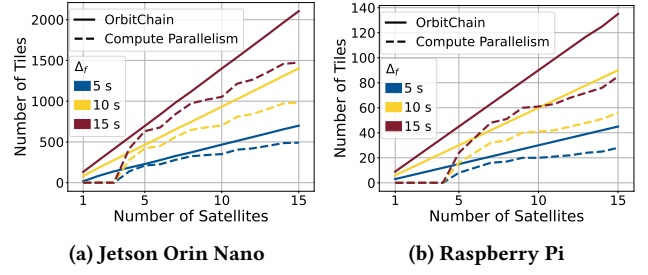 OrbitChain
Compute Parallelism
Δf
5 s
10 s
15 s
Number of Tiles
2000
1500
1000
500
0
1
5
10
15
Number of Satellites
(a) Jetson Orin Nano
OrbitChain
Compute Parallelism
Δf
5 s
10 s
15 s
Number of Tiles
140
120
100
80
60
40
20
0
1
5
10
15
Number of Satellites
(b) Raspberry Pi